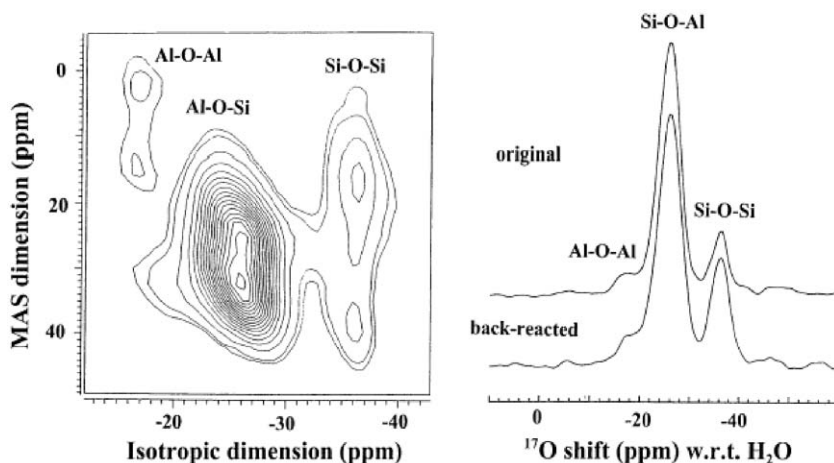 Al-O-Al
Si-O-Si
Al-O-Si
0
20
40
MAS dimension (ppm)
-20
-30
-40
Isotropic dimension (ppm)
Si-O-Al
original
Si-O-Si
Al-O-Al
back-reacted
0
-20
-40
¹⁷O shift (ppm) w.r.t. H₂O